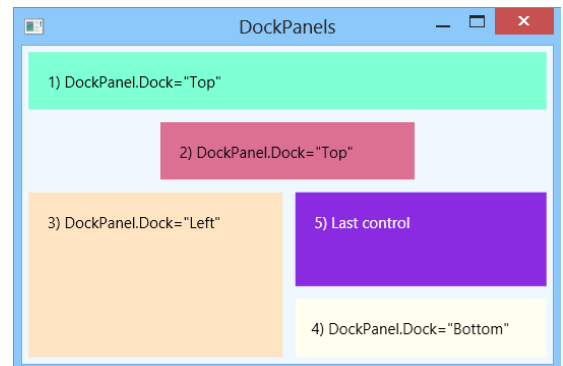 DockPanels
1) DockPanel.Dock="Top"
2) DockPanel.Dock="Top"
3) DockPanel.Dock="Left"
5) Last control
4) DockPanel.Dock="Bottom"